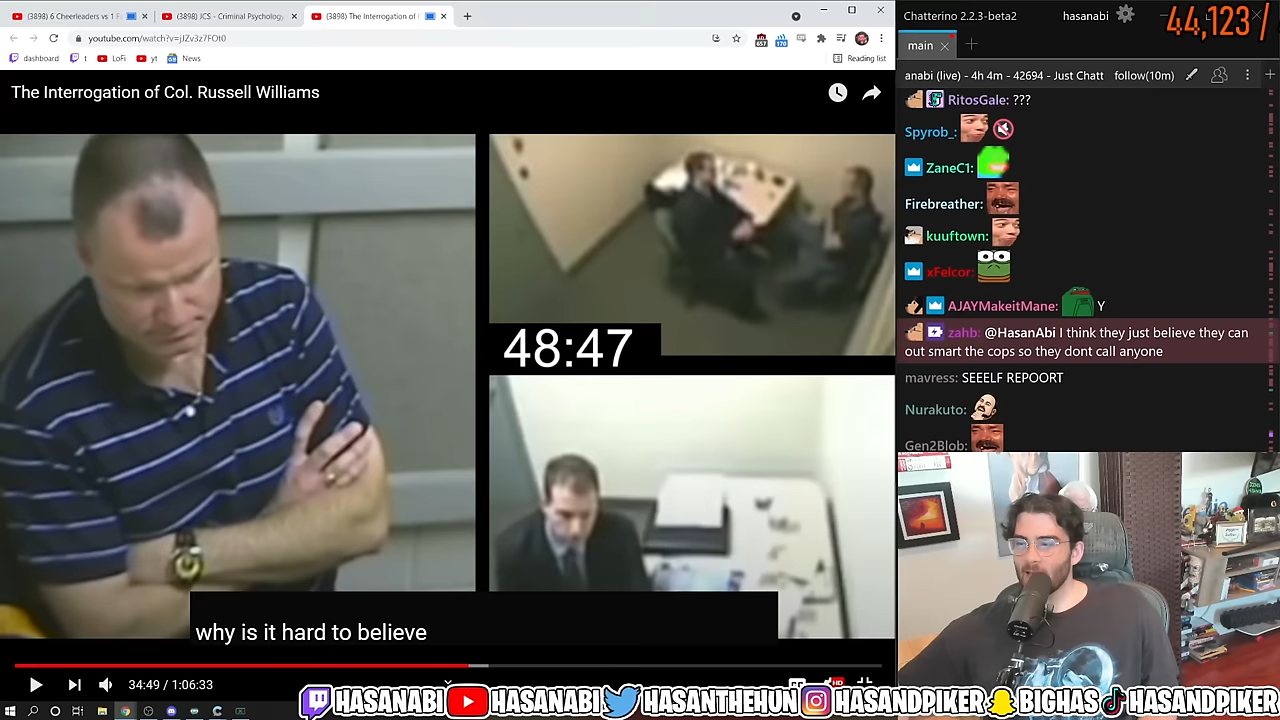 (3898) 6 Cheerleaders vs 1 F
(3898) JCS - Criminal Psychology
(3898) The Interrogation of
youtube.com/watch?v=jJZv3z7FOt0
657
170
dashboard
t
LoFi
yt
News
Reading list
The Interrogation of Col. Russell Williams
48:47
why is it hard to believe
34:49 / 1:06:33
HD
Chatterino 2.2.3-beta2
hasanabi
44,123 /
main
anabi (live) - 4h 4m - 42694 - Just Chatt
follow(10m)
RitosGale: ???
Spyrob_:
ZaneC1:
Firebreather:
kuuftown:
xFelcor:
AJAYMakeitMane: Y
zahb: @HasanAbi I think they just believe they can
out smart the cops so they dont call anyone
mavress: SEEELF REPOORT
Nurakuto:
Gen2Blob:
HASANABI
HASANABI
HASANTHEHUN
HASANDPIKER
BIGHAS
HASANDPIKER